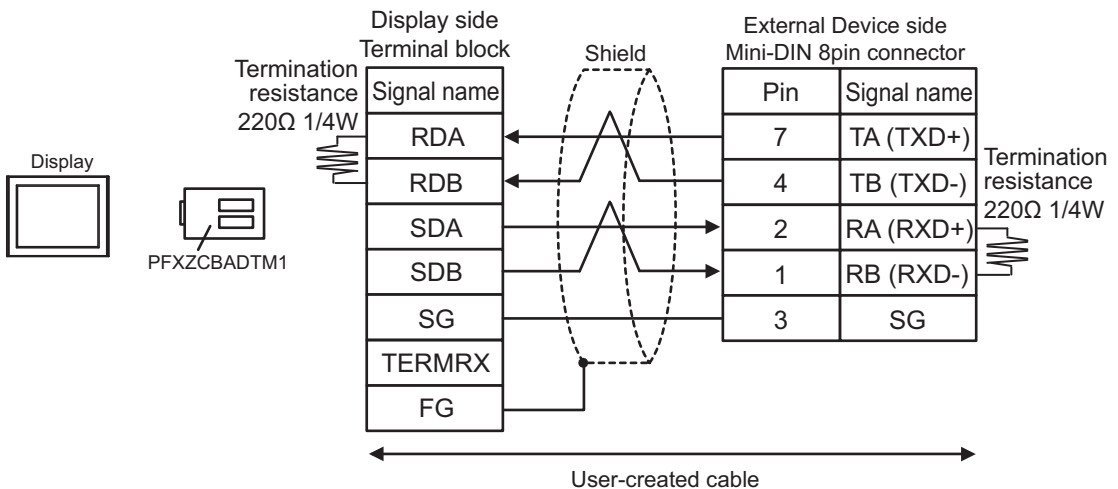 Display side
Terminal block
Shield
External Device side
Mini-DIN 8pin connector
Termination
resistance
220Ω 1/4W
Signal name
Pin
Signal name
RDA
7
TA (TXD+)
RDB
4
TB (TXD-)
Termination
resistance
220Ω 1/4W
Display
SDA
2
RA (RXD+)
PFXZCBADTM1
SDB
1
RB (RXD-)
SG
3
SG
TERMRX
FG
User-created cable